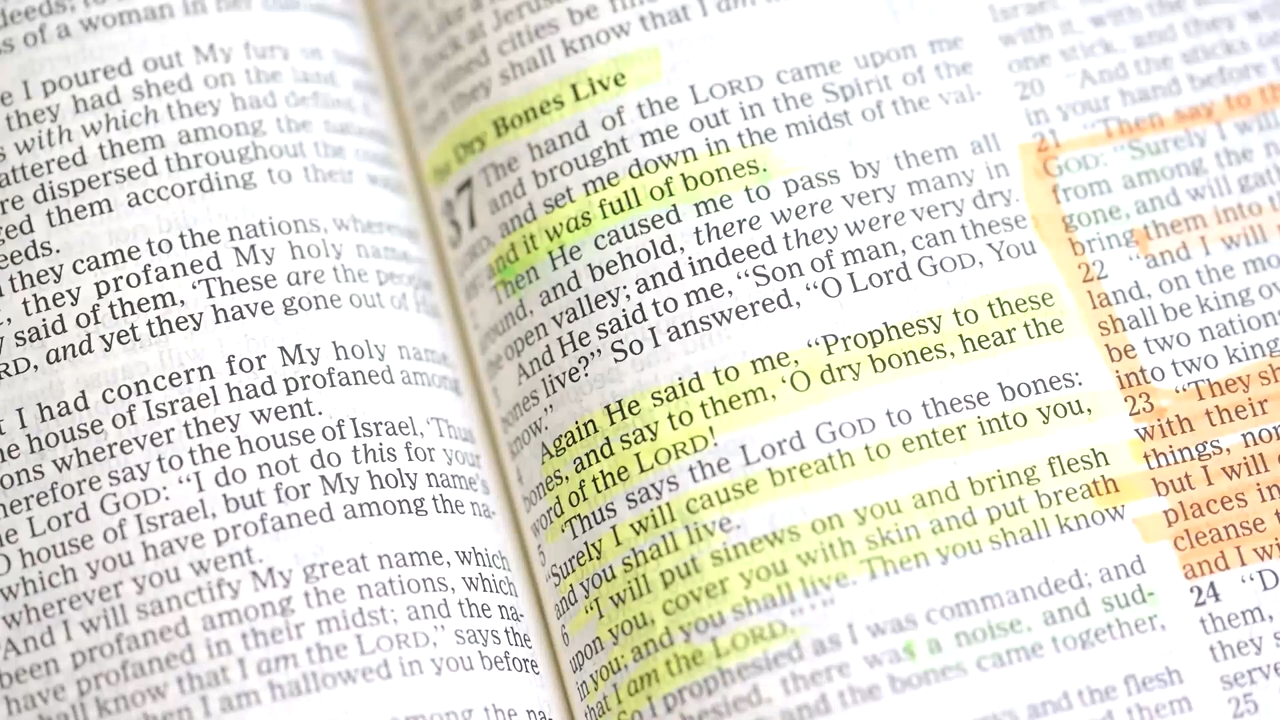 s of a woman in
e I poured out My fury
they had shed on the land
s with which they had
attered them among the
re dispersed throughout the
ged them according to their
eeds.
they came to the nations, where
, they profaned My holy
said of them, 'These are the people
RD, and yet they have gone out of
I had concern for My holy name
e house of Israel had profaned among
ons wherever they went.
herefore say to the house of Israel, 'Thus
e Lord GOD: "I do not do this for your
O house of Israel, but for My holy name's
which you have profaned among the na-
wherever you went.
And I will sanctify My great name, which
been profaned among the nations, which
have profaned in their midst; and the na-
hall know that I am the LORD," says the
hen I am hallowed in you before
among the na-
cities be
they shall know that I am
Dry Bones Live
37 The hand of the LORD came upon me
and brought me out in the Spirit of the
and set me down in the midst of the val-
and it was full of bones.
Then He caused me to pass by them all
ound, and behold, there were very many in
open valley; and indeed they were very dry.
And He said to me, "Son of man, can these
bones live?" So I answered, "O Lord GOD, You
know."
Again He said to me, "Prophesy to these
bones, and say to them, 'O dry bones, hear the
word of the LORD!
5 'Thus says the Lord GOD to these bones:
"Surely I will cause breath to enter into you,
and you shall live.
6 "I will put sinews on you and bring flesh
upon you, cover you with skin and put breath
in you; and you shall live. Then you shall know
that I am the LORD."'"
So I prophesied as I was commanded; and
hesied, there was a noise, and sud-
and the bones came together,
and the flesh
them
with it, with the
one stick, and they
20 "And the sticks
in your hand before
21 "Then say to th
GOD: "Surely I will
from among the n
gone, and will gath
bring them into t
22 "and I will
land, on the mo
shall be king ov
be two nation
into two king
23 "They sh
with their
things, nor
but I will
places in
cleanse
and I wi
24 "D
them,
they s
serve
25